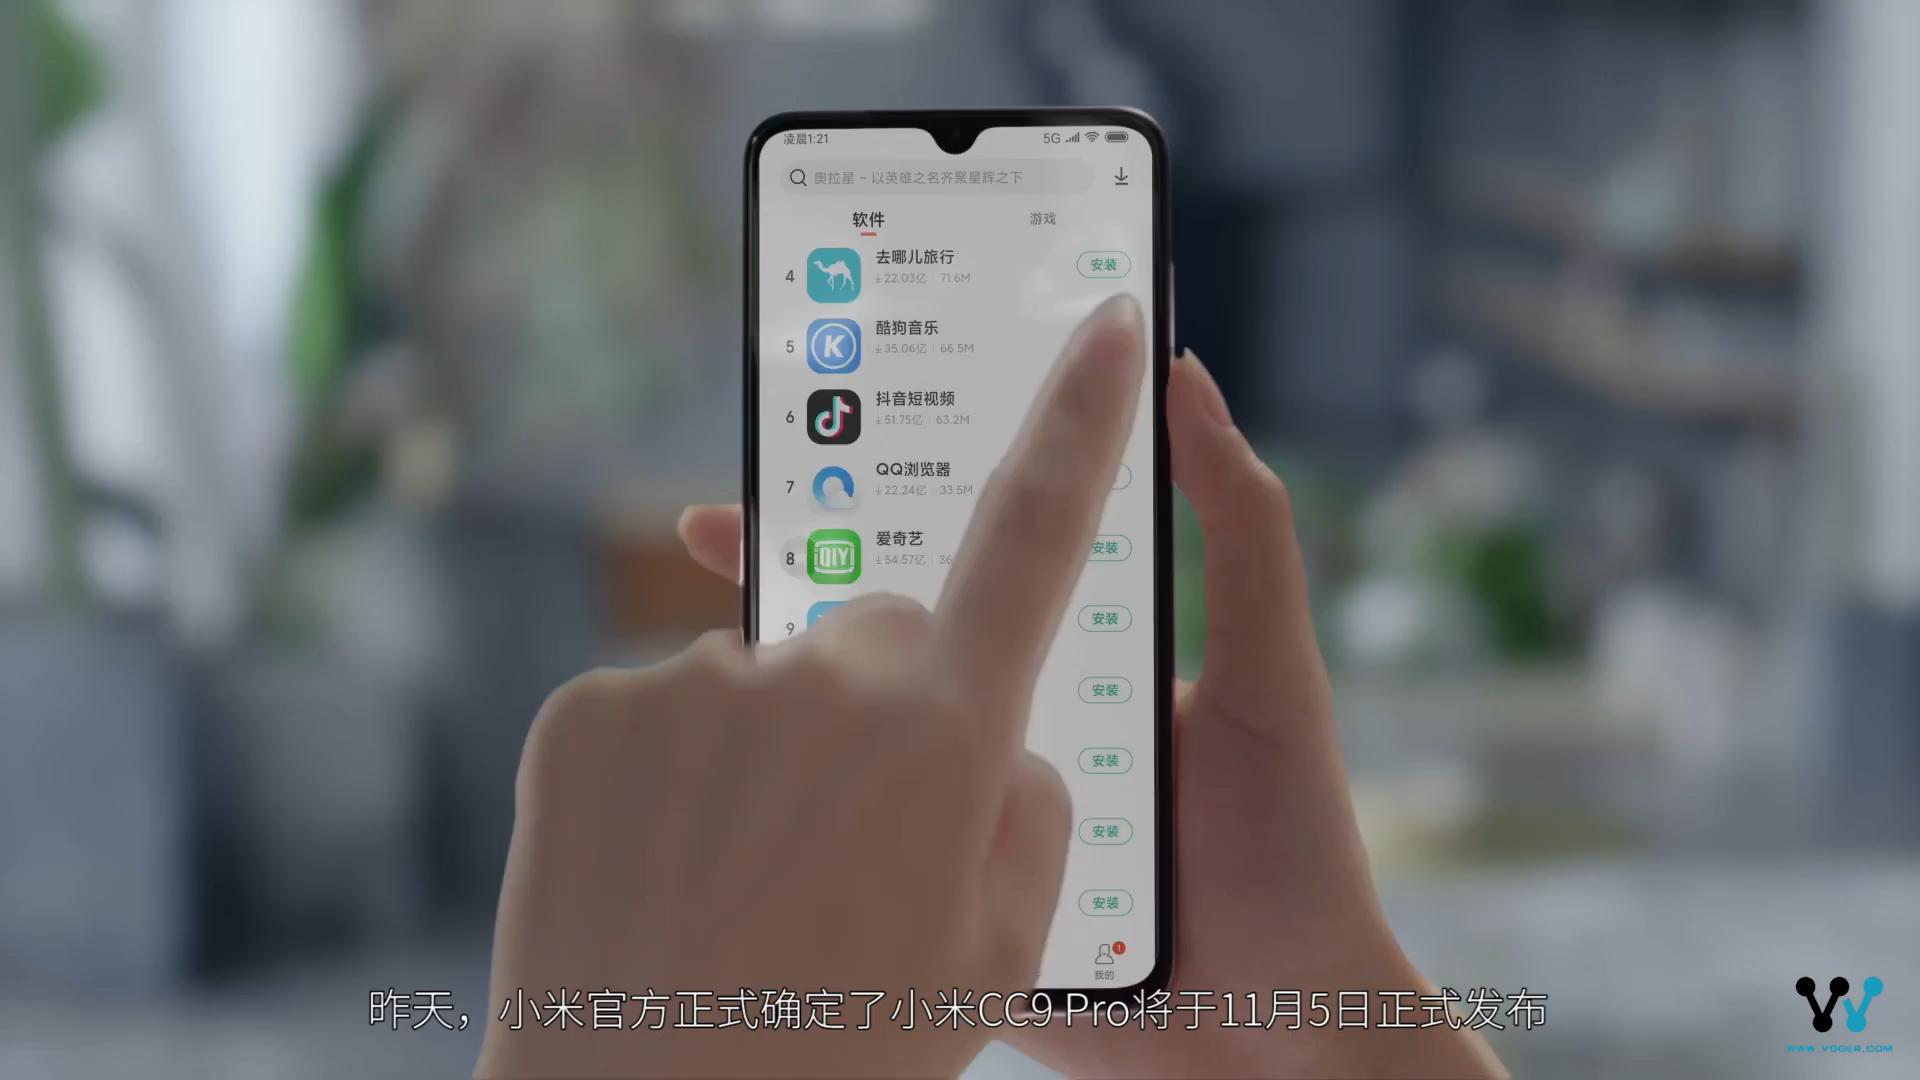 凌晨1:21
5G
奥拉星 - 以英雄之名齐聚星辉之下
软件
游戏
4
去哪儿旅行
22.03亿 | 71.6M
安装
5
K
酷狗音乐
35.06亿 | 66.5M
6
抖音短视频
51.75亿 | 63.2M
7
QQ浏览器
22.24亿 | 33.5M
8
iQIYI
爱奇艺
54.57亿 | 36
安装
9
安装
安装
安装
安装
安装
1
我的
昨天，小米官方正式确定了小米CC9 Pro将于11月5日正式发布
WWW.VOGER.COM